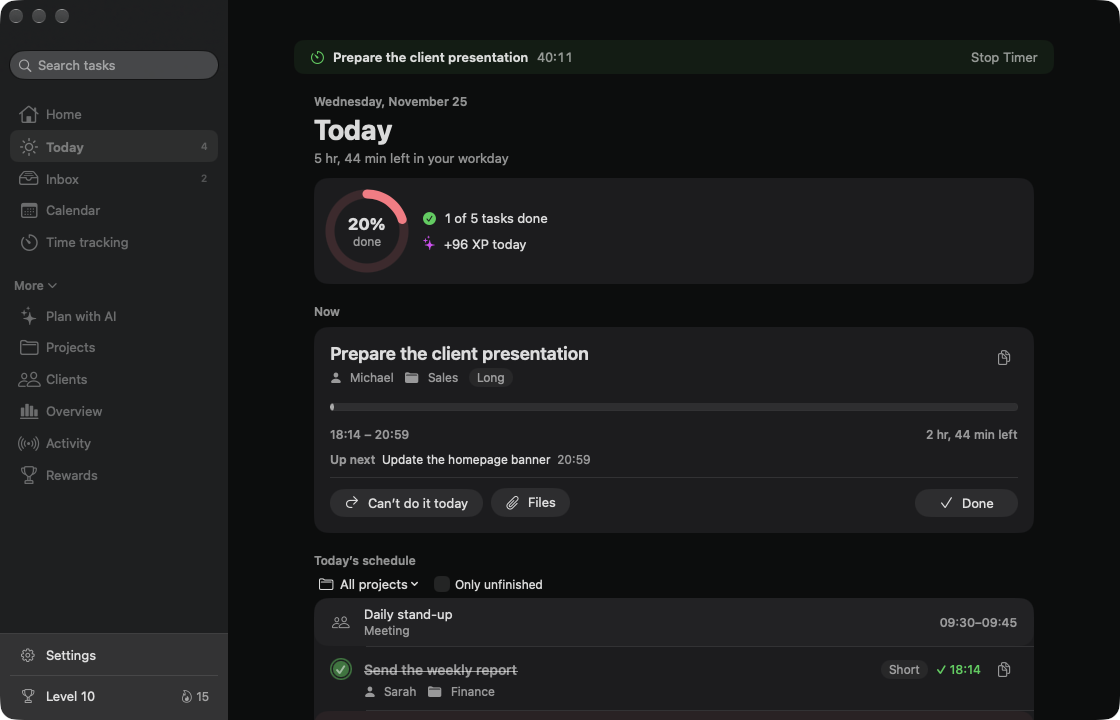 Search tasks
Home
Today 4
Inbox 2
Calendar
Time tracking
More
Plan with AI
Projects
Clients
Overview
Activity
Rewards
Settings
Level 10 15
Prepare the client presentation 40:11 Stop Timer
Wednesday, November 25
Today
5 hr, 44 min left in your workday
20%
done
1 of 5 tasks done
+96 XP today
Now
Prepare the client presentation
Michael Sales Long
18:14 – 20:59 2 hr, 44 min left
Up next Update the homepage banner 20:59
Can’t do it today Files Done
Today’s schedule
All projects Only unfinished
Daily stand-up
Meeting
09:30–09:45
Send the weekly report Short 18:14
Sarah Finance